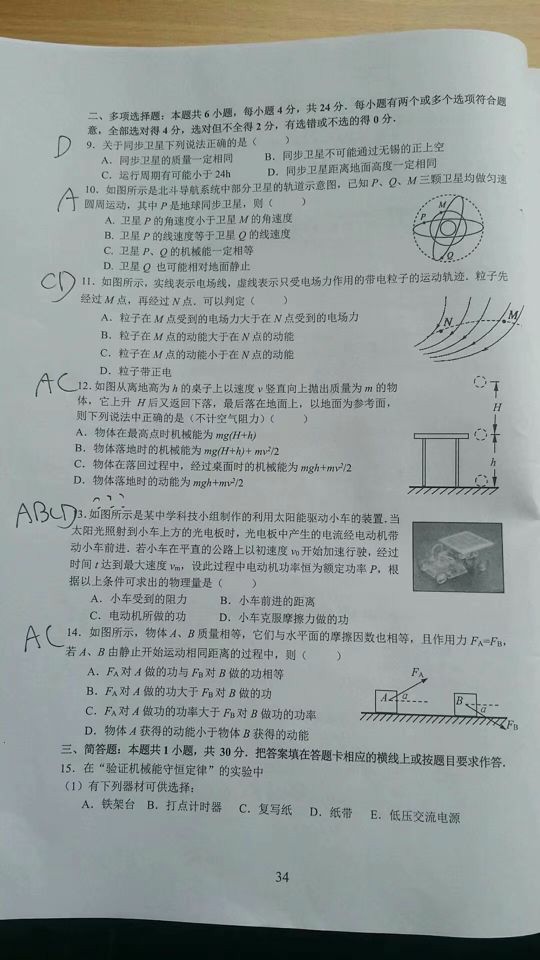 二、多项选择题：本题共 6 小题，每小题 4 分，共 24 分．每小题有两个或多个选项符合题
意，全部选对得 4 分，选对但不全得 2 分，有选错或不选的得 0 分．
D 9．关于同步卫星下列说法正确的是（ ）
A．同步卫星的质量一定相同 B．同步卫星不可能通过无锡的正上空
C．运行周期有可能小于 24h D．同步卫星距离地面高度一定相同
A 10．如图所示是北斗导航系统中部分卫星的轨道示意图，已知 P、Q、M 三颗卫星均做匀速
圆周运动，其中 P 是地球同步卫星，则（ ）
A. 卫星 P 的角速度小于卫星 M 的角速度
B. 卫星 P 的线速度等于卫星 Q 的线速度
C. 卫星 P、Q 的机械能一定相等
D. 卫星 Q 也可能相对地面静止
P M Q
CD 11．如图所示，实线表示电场线，虚线表示只受电场力作用的带电粒子的运动轨迹．粒子先
经过 M 点，再经过 N 点．可以判定（ ）
A．粒子在 M 点受到的电场力大于在 N 点受到的电场力
B．粒子在 M 点的动能大于在 N 点的动能
C．粒子在 M 点的动能小于在 N 点的动能
D．粒子带正电
N M
AC 12. 如图从离地高为 h 的桌子上以速度 v 竖直向上抛出质量为 m 的物
体，它上升 H 后又返回下落，最后落在地面上，以地面为参考面，
则下列说法中正确的是（不计空气阻力）（ ）
A．物体在最高点时机械能为 mg(H+h)
B．物体落地时的机械能为 mg(H+h)+ mv²/2
C．物体在落回过程中，经过桌面时的机械能为 mgh+mv²/2
D．物体落地时的动能为 mgh+mv²/2
H
h
ABCD ???
13. 如图所示是某中学科技小组制作的利用太阳能驱动小车的装置．当
太阳光照射到小车上方的光电板时，光电板中产生的电流经电动机带
动小车前进．若小车在平直的公路上以初速度 v₀ 开始加速行驶，经过
时间 t 达到最大速度 vₘ，设此过程中电动机功率恒为额定功率 P，根
据以上条件可求出的物理量是（ ）
A．小车受到的阻力 B．小车前进的距离
C．电动机所做的功 D．小车克服摩擦力做的功
AC 14．如图所示，物体 A、B 质量相等，它们与水平面的摩擦因数也相等，且作用力 FA=FB，
若 A、B 由静止开始运动相同距离的过程中，则（ ）
A．FA 对 A 做的功与 FB 对 B 做的功相等
B．FA 对 A 做的功大于 FB 对 B 做的功
C．FA 对 A 做功的功率大于 FB 对 B 做功的功率
D．物体 A 获得的动能小于物体 B 获得的动能
FA
A α B α
FB
三、简答题：本题共 1 小题，共 30 分．把答案填在答题卡相应的横线上或按题目要求作答．
15．在“验证机械能守恒定律”的实验中
（1）有下列器材可供选择：
A．铁架台 B．打点计时器 C．复写纸 D．纸带 E．低压交流电源
34